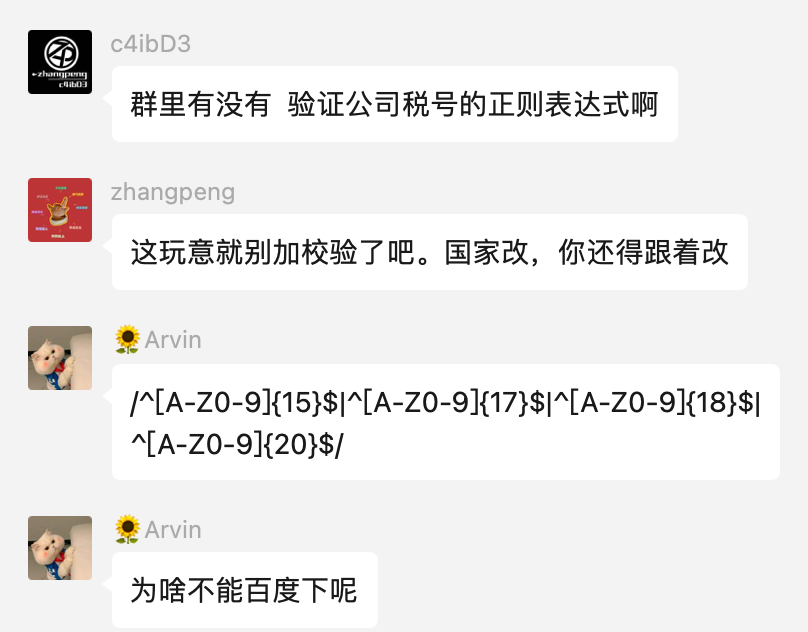 c4ibD3
zhangpeng
c4ibD3
群里有没有 验证公司税号的正则表达式啊
zhangpeng
这玩意就别加校验了吧。国家改，你还得跟着改
🌻Arvin
/^[A-Z0-9]{15}$|^[A-Z0-9]{17}$|^[A-Z0-9]{18}$|
^[A-Z0-9]{20}$/
🌻Arvin
为啥不能百度下呢